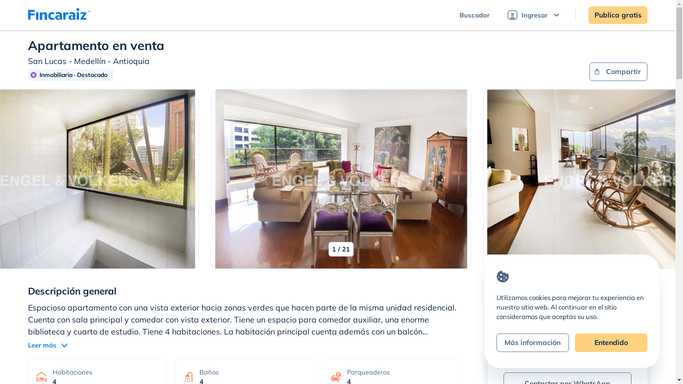 Fincaraiz
Buscador
Ingresar
Publica gratis
Apartamento en venta
San Lucas - Medellín - Antioquia
Inmobiliaria - Destacado
Compartir
ENGEL & VÖLKERS
ENGEL & VÖLKERS
ENGEL & VÖLKERS
1 / 21
Descripción general
Espacioso apartamento con una vista exterior hacia zonas verdes que hacen parte de la misma unidad residencial.
Cuenta con sala principal y comedor con vista exterior. Tiene un espacio para comedor auxiliar, una enorme
biblioteca y cuarto de estudio. Tiene 4 habitaciones. La habitación principal cuenta además con un balcón...
Leer más
Habitaciones
4
Baños
4
Parqueaderos
4
Utilizamos cookies para mejorar tu experiencia en
nuestro sitio web. Al continuar en el sitio
consideramos que aceptas su uso.
Más información
Entendido
Contactar por WhatsApp